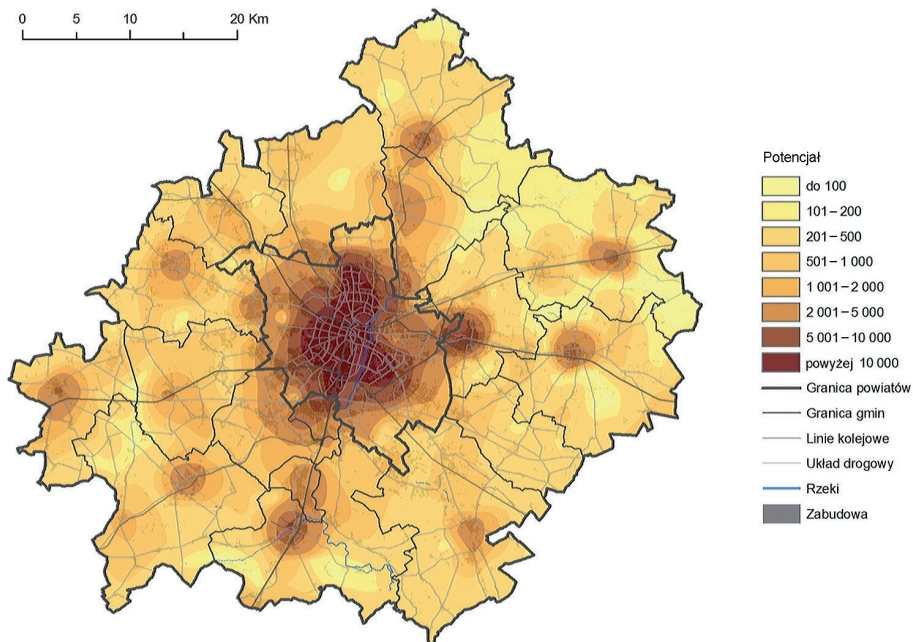 0 5 10 20 Km
Potencjał
do 100
101–200
201–500
501–1 000
1 001–2 000
2 001–5 000
5 001–10 000
powyżej 10 000
Granica powiatów
Granica gmin
Linie kolejowe
Układ drogowy
Rzeki
Zabudowa